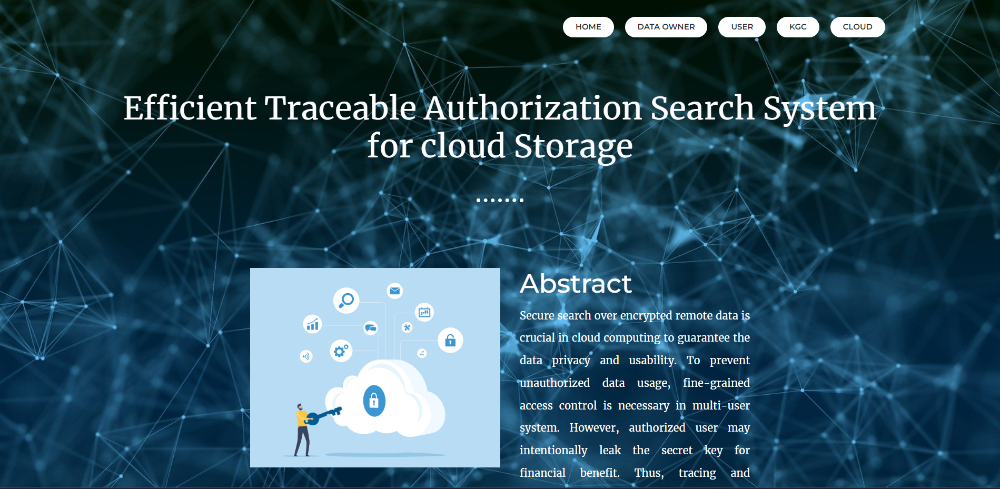 HOME DATA OWNER USER KGC CLOUD
Efficient Traceable Authorization Search System
for cloud Storage
Abstract
Secure search over encrypted remote data is
crucial in cloud computing to guarantee the
data privacy and usability. To prevent
unauthorized data usage, fine-grained
access control is necessary in multi-user
system. However, authorized user may
intentionally leak the secret key for
financial benefit. Thus, tracing and